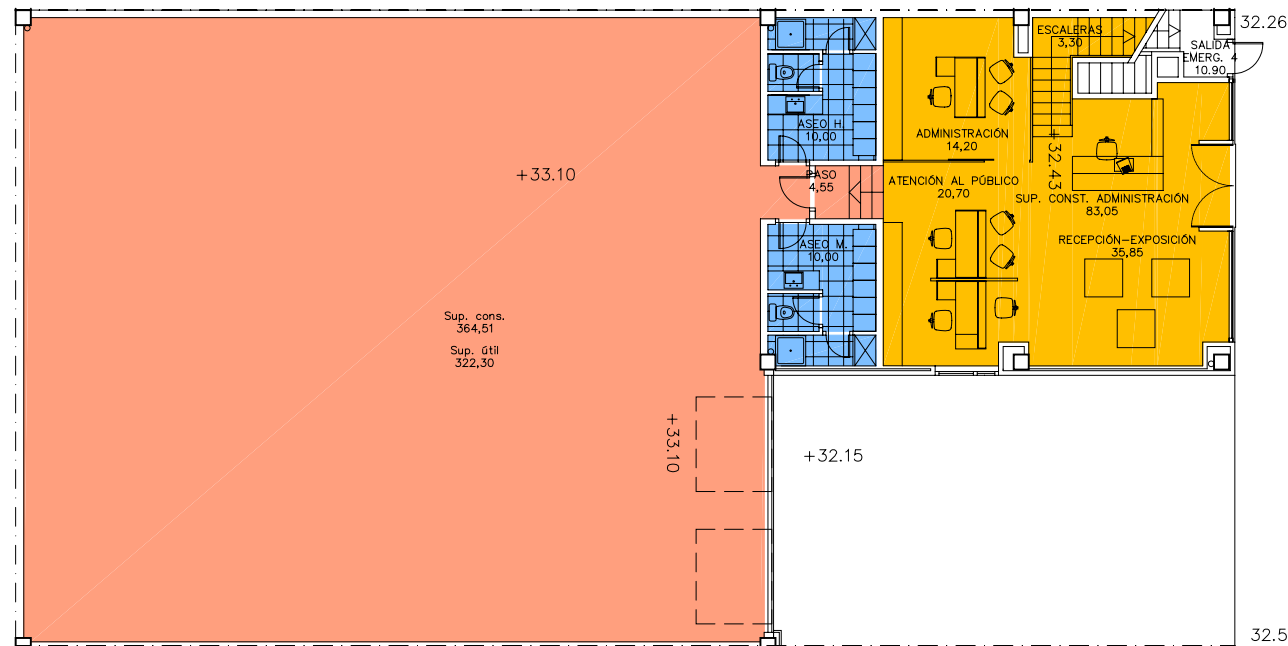 32.26
ESCALERAS
3,30
SALIDA
EMERG. 4
10.90
ASEO H.
10,00
ADMINISTRACIÓN
14,20
+32.43
+33.10
PASO
4,55
ATENCIÓN AL PÚBLICO
20,70
SUP. CONST. ADMINISTRACIÓN
83,05
ASEO M.
10,00
RECEPCIÓN-EXPOSICIÓN
35,85
Sup. cons.
364,51
Sup. útil
322,30
+33.10
+32.15
32.5